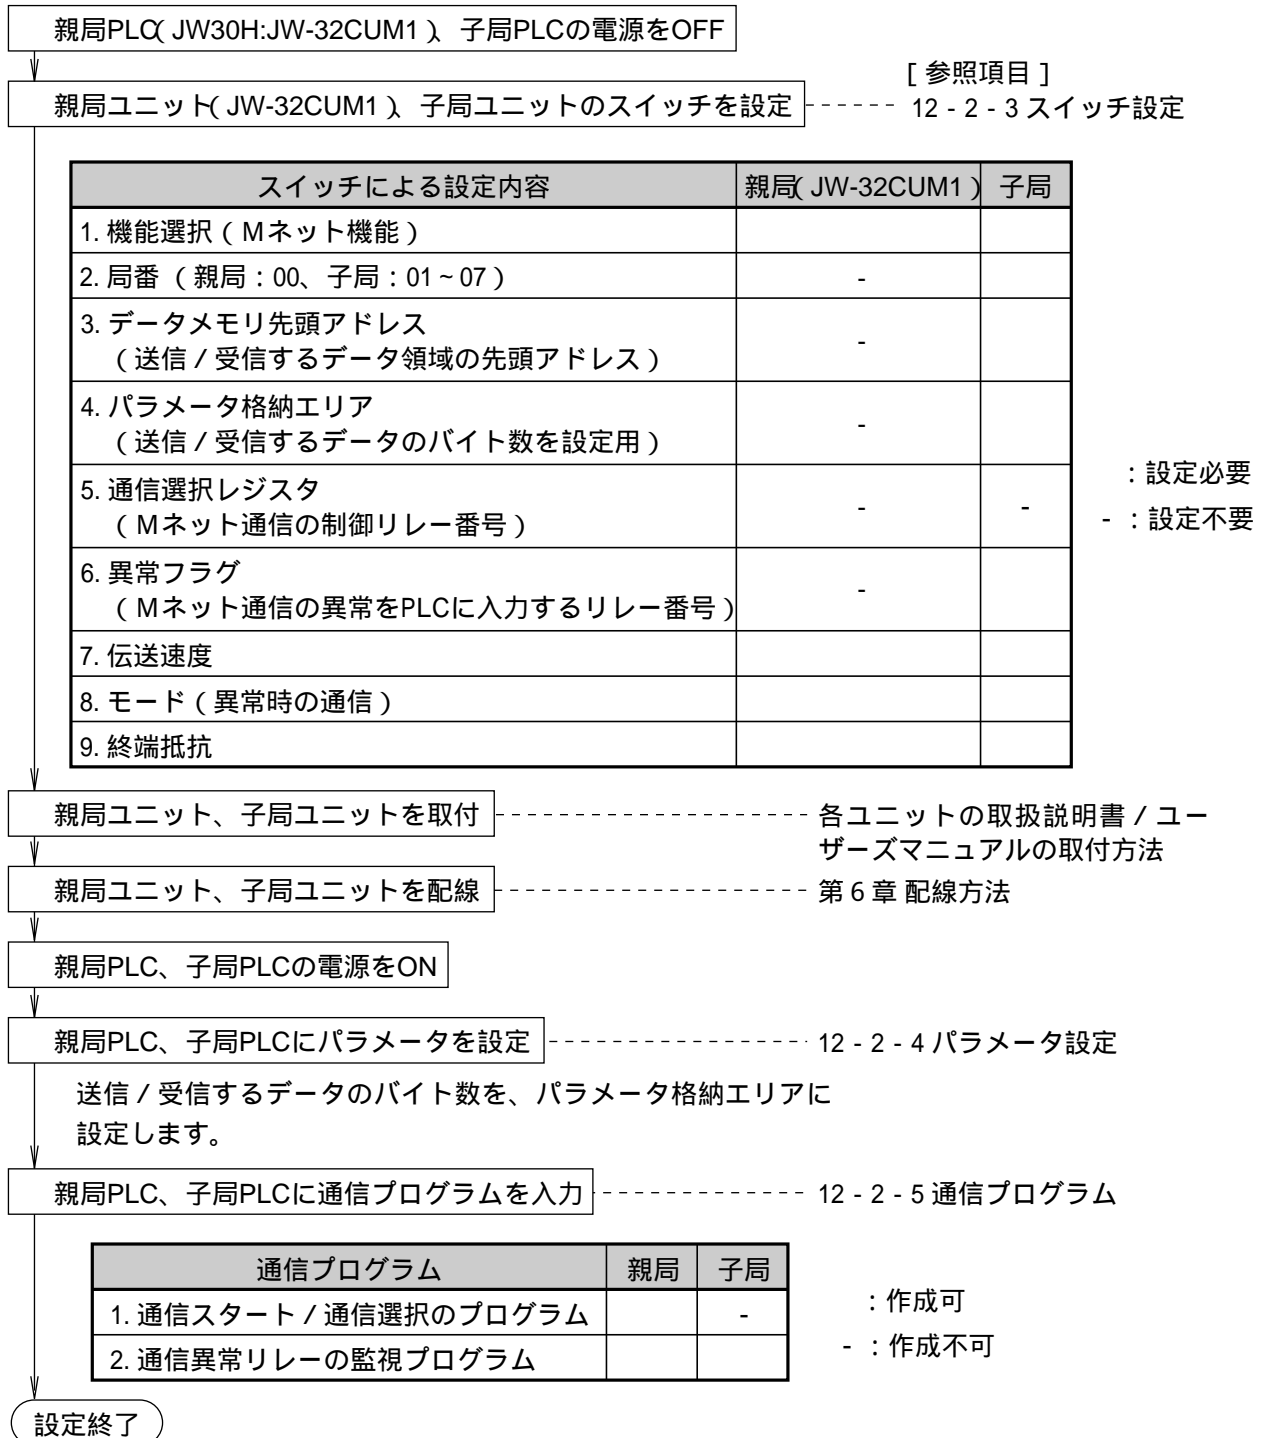 親局PLC(JW30H:JW-32CUM1)、子局PLCの電源をOFF
[参照項目]
親局ユニット(JW-32CUM1)、子局ユニットのスイッチを設定
12-2-3 スイッチ設定
スイッチによる設定内容 親局(JW-32CUM1) 子局
1. 機能選択(Mネット機能)
2. 局番(親局:00、子局:01~07) -
3. データメモリ先頭アドレス
(送信/受信するデータ領域の先頭アドレス) -
4. パラメータ格納エリア
(送信/受信するデータのバイト数を設定用) -
5. 通信選択レジスタ
(Mネット通信の制御リレー番号) - -
6. 異常フラグ
(Mネット通信の異常をPLCに入力するリレー番号) -
7. 伝送速度
8. モード(異常時の通信)
9. 終端抵抗
:設定必要
- :設定不要
親局ユニット、子局ユニットを取付
各ユニットの取扱説明書/ユー
ザーズマニュアルの取付方法
親局ユニット、子局ユニットを配線
第6章 配線方法
親局PLC、子局PLCの電源をON
親局PLC、子局PLCにパラメータを設定
12-2-4 パラメータ設定
送信/受信するデータのバイト数を、パラメータ格納エリアに
設定します。
親局PLC、子局PLCに通信プログラムを入力
12-2-5 通信プログラム
通信プログラム 親局 子局
1. 通信スタート/通信選択のプログラム -
2. 通信異常リレーの監視プログラム
:作成可
- :作成不可
設定終了